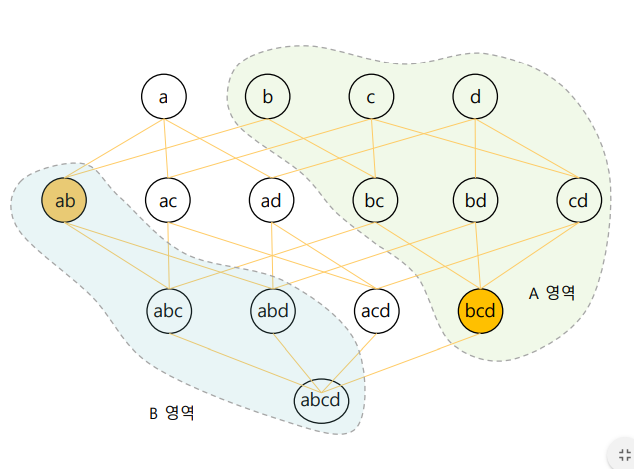 a b c d
ab ac ad bc bd cd
abc abd acd bcd
A 영역
abcd
B 영역